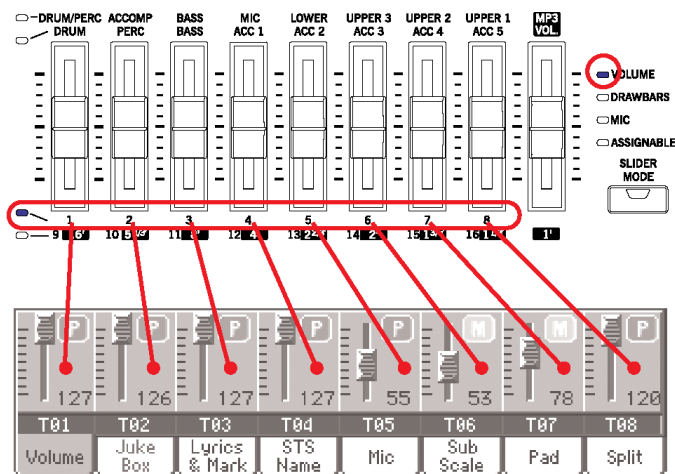 DRUM/PERC ACCOMP BASS MIC LOWER UPPER 3 UPPER 2 UPPER 1 MP3
DRUM PERC BASS ACC 1 ACC 2 ACC 3 ACC 4 ACC 5 VOL.
VOLUME
DRAWBARS
MIC
ASSIGNABLE
SLIDER
MODE
1 2 3 4 5 6 7 8
9 10 11 12 13 14 15 16 1'
P P P P P M M P
127 126 127 127 55 53 78 120
T01 T02 T03 T04 T05 T06 T07 T08
Volume Juke Box Lyrics & Mark STS Name Mic Sub Scale Pad Split